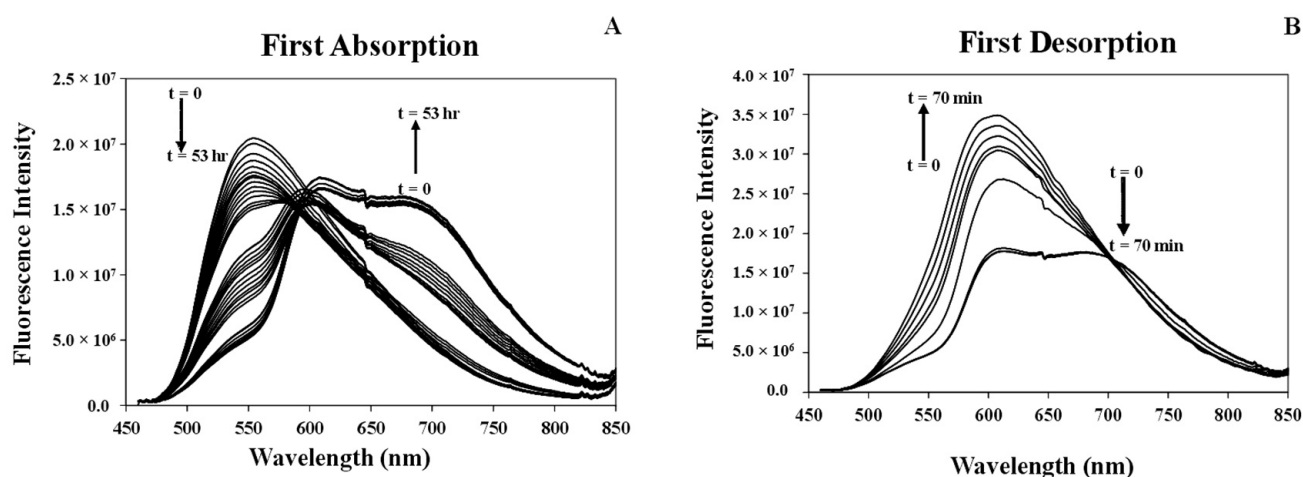 A
First Absorption
Fluorescence Intensity
2.5 × 10⁷
2.0 × 10⁷
1.5 × 10⁷
1.0 × 10⁷
5.0 × 10⁶
0.0
t = 0
t = 53 hr
t = 53 hr
t = 0
450 500 550 600 650 700 750 800 850
Wavelength (nm)
B
First Desorption
Fluorescence Intensity
4.0 × 10⁷
3.5 × 10⁷
3.0 × 10⁷
2.5 × 10⁷
2.0 × 10⁷
1.5 × 10⁷
1.0 × 10⁷
5.0 × 10⁶
0.0
t = 70 min
t = 0
t = 0
t = 70 min
450 500 550 600 650 700 750 800 850
Wavelength (nm)